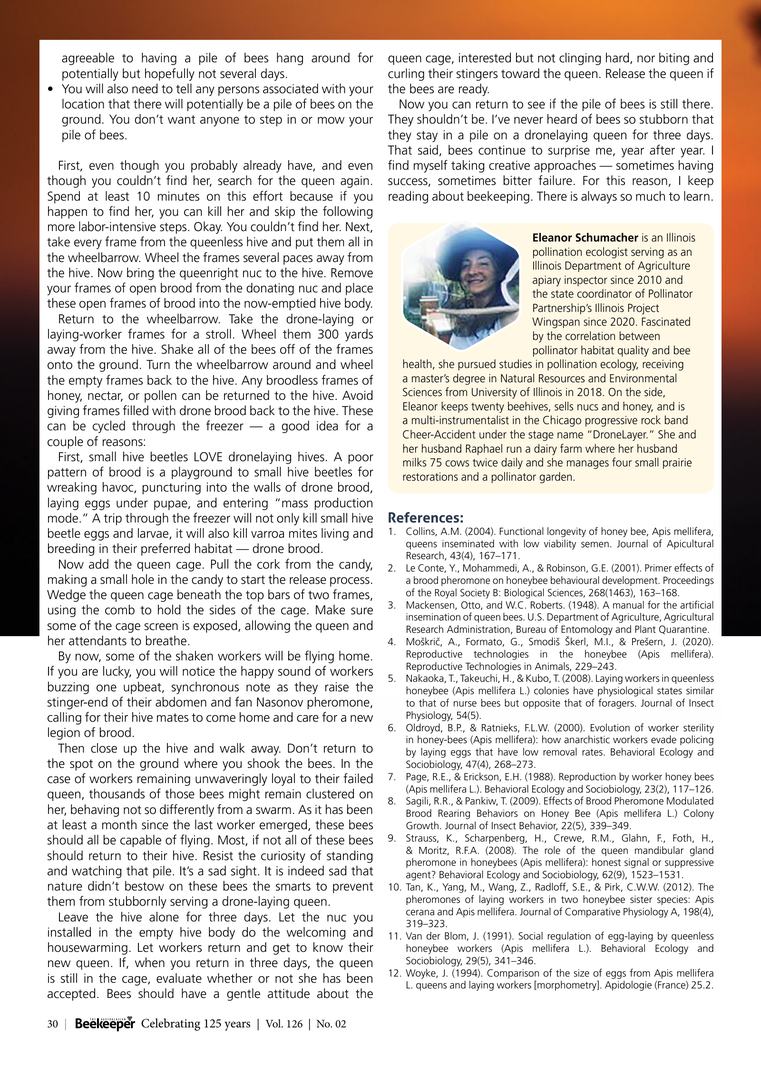 agreeable to having a pile of bees hang around for
potentially but hopefully not several days.
• You will also need to tell any persons associated with your
location that there will potentially be a pile of bees on the
ground. You don’t want anyone to step in or mow your
pile of bees.
First, even though you probably already have, and even
though you couldn’t find her, search for the queen again.
Spend at least 10 minutes on this effort because if you
happen to find her, you can kill her and skip the following
more labor-intensive steps. Okay. You couldn’t find her. Next,
take every frame from the queenless hive and put them all in
the wheelbarrow. Wheel the frames several paces away from
the hive. Now bring the queenright nuc to the hive. Remove
your frames of open brood from the donating nuc and place
these open frames of brood into the now-emptied hive body.
Return to the wheelbarrow. Take the drone-laying or
laying-worker frames for a stroll. Wheel them 300 yards
away from the hive. Shake all of the bees off of the frames
onto the ground. Turn the wheelbarrow around and wheel
the empty frames back to the hive. Any broodless frames of
honey, nectar, or pollen can be returned to the hive. Avoid
giving frames filled with drone brood back to the hive. These
can be cycled through the freezer — a good idea for a
couple of reasons:
First, small hive beetles LOVE dronelaying hives. A poor
pattern of brood is a playground to small hive beetles for
wreaking havoc, puncturing into the walls of drone brood,
laying eggs under pupae, and entering “mass production
mode.” A trip through the freezer will not only kill small hive
beetle eggs and larvae, it will also kill varroa mites living and
breeding in their preferred habitat — drone brood.
Now add the queen cage. Pull the cork from the candy,
making a small hole in the candy to start the release process.
Wedge the queen cage beneath the top bars of two frames,
using the comb to hold the sides of the cage. Make sure
some of the cage screen is exposed, allowing the queen and
her attendants to breathe.
By now, some of the shaken workers will be flying home.
If you are lucky, you will notice the happy sound of workers
buzzing one upbeat, synchronous note as they raise the
stinger-end of their abdomen and fan Nasonov pheromone,
calling for their hive mates to come home and care for a new
legion of brood.
Then close up the hive and walk away. Don’t return to
the spot on the ground where you shook the bees. In the
case of workers remaining unwaveringly loyal to their failed
queen, thousands of those bees might remain clustered on
her, behaving not so differently from a swarm. As it has been
at least a month since the last worker emerged, these bees
should all be capable of flying. Most, if not all of these bees
should return to their hive. Resist the curiosity of standing
and watching that pile. It’s a sad sight. It is indeed sad that
nature didn’t bestow on these bees the smarts to prevent
them from stubbornly serving a drone-laying queen.
Leave the hive alone for three days. Let the nuc you
installed in the empty hive body do the welcoming and
housewarming. Let workers return and get to know their
new queen. If, when you return in three days, the queen
is still in the cage, evaluate whether or not she has been
accepted. Bees should have a gentle attitude about the
queen cage, interested but not clinging hard, nor biting and
curling their stingers toward the queen. Release the queen if
the bees are ready.
Now you can return to see if the pile of bees is still there.
They shouldn’t be. I’ve never heard of bees so stubborn that
they stay in a pile on a dronelaying queen for three days.
That said, bees continue to surprise me, year after year. I
find myself taking creative approaches — sometimes having
success, sometimes bitter failure. For this reason, I keep
reading about beekeeping. There is always so much to learn.
Eleanor Schumacher is an Illinois
pollination ecologist serving as an
Illinois Department of Agriculture
apiary inspector since 2010 and
the state coordinator of Pollinator
Partnership’s Illinois Project
Wingspan since 2020. Fascinated
by the correlation between
pollinator habitat quality and bee
health, she pursued studies in pollination ecology, receiving
a master’s degree in Natural Resources and Environmental
Sciences from University of Illinois in 2018. On the side,
Eleanor keeps twenty beehives, sells nucs and honey, and is
a multi-instrumentalist in the Chicago progressive rock band
Cheer-Accident under the stage name “DroneLayer.” She and
her husband Raphael run a dairy farm where her husband
milks 75 cows twice daily and she manages four small prairie
restorations and a pollinator garden.
References:
1. Collins, A.M. (2004). Functional longevity of honey bee, Apis mellifera,
queens inseminated with low viability semen. Journal of Apicultural
Research, 43(4), 167–171.
2. Le Conte, Y., Mohammedi, A., & Robinson, G.E. (2001). Primer effects of
a brood pheromone on honeybee behavioural development. Proceedings
of the Royal Society B: Biological Sciences, 268(1463), 163–168.
3. Mackensen, Otto, and W.C. Roberts. (1948). A manual for the artificial
insemination of queen bees. U.S. Department of Agriculture, Agricultural
Research Administration, Bureau of Entomology and Plant Quarantine.
4. Moškrič, A., Formato, G., Smodiš Škerl, M.I., & Prešern, J. (2020).
Reproductive technologies in the honeybee (Apis mellifera).
Reproductive Technologies in Animals, 229–243.
5. Nakaoka, T., Takeuchi, H., & Kubo, T. (2008). Laying workers in queenless
honeybee (Apis mellifera L.) colonies have physiological states similar
to that of nurse bees but opposite that of foragers. Journal of Insect
Physiology, 54(5).
6. Oldroyd, B.P., & Ratnieks, F.L.W. (2000). Evolution of worker sterility
in honey-bees (Apis mellifera): how anarchistic workers evade policing
by laying eggs that have low removal rates. Behavioral Ecology and
Sociobiology, 47(4), 268–273.
7. Page, R.E., & Erickson, E.H. (1988). Reproduction by worker honey bees
(Apis mellifera L.). Behavioral Ecology and Sociobiology, 23(2), 117–126.
8. Sagili, R.R., & Pankiw, T. (2009). Effects of Brood Pheromone Modulated
Brood Rearing Behaviors on Honey Bee (Apis mellifera L.) Colony
Growth. Journal of Insect Behavior, 22(5), 339–349.
9. Strauss, K., Scharpenberg, H., Crewe, R.M., Glahn, F., Foth, H.,
& Moritz, R.F.A. (2008). The role of the queen mandibular gland
pheromone in honeybees (Apis mellifera): honest signal or suppressive
agent? Behavioral Ecology and Sociobiology, 62(9), 1523–1531.
10. Tan, K., Yang, M., Wang, Z., Radloff, S.E., & Pirk, C.W.W. (2012). The
pheromones of laying workers in two honeybee sister species: Apis
cerana and Apis mellifera. Journal of Comparative Physiology A, 198(4),
319–323.
11. Van der Blom, J. (1991). Social regulation of egg-laying by queenless
honeybee workers (Apis mellifera L.). Behavioral Ecology and
Sociobiology, 29(5), 341–346.
12. Woyke, J. (1994). Comparison of the size of eggs from Apis mellifera
L. queens and laying workers [morphometry]. Apidologie (France) 25.2.
30 | Beekeeper Celebrating 125 years | Vol. 126 | No. 02